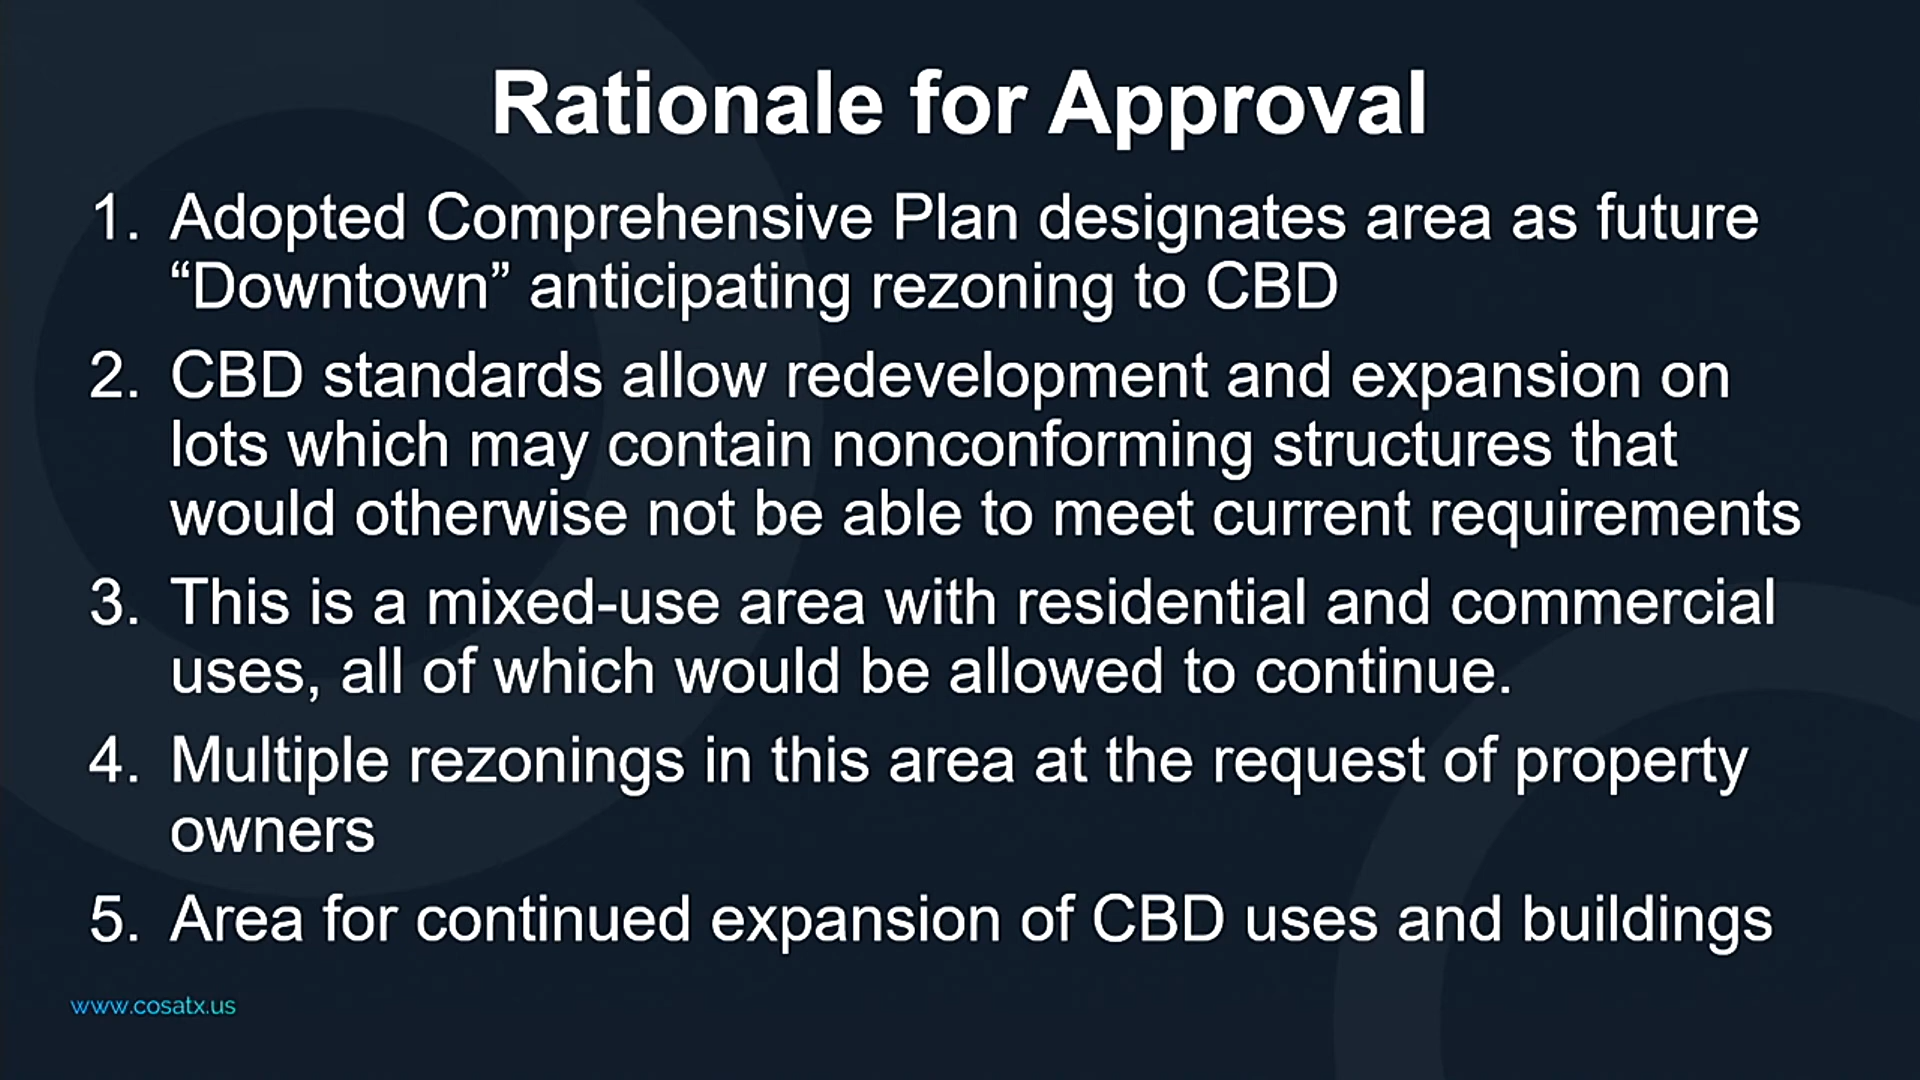 Rationale for Approval
1. Adopted Comprehensive Plan designates area as future
“Downtown” anticipating rezoning to CBD
2. CBD standards allow redevelopment and expansion on
lots which may contain nonconforming structures that
would otherwise not be able to meet current requirements
3. This is a mixed-use area with residential and commercial
uses, all of which would be allowed to continue.
4. Multiple rezonings in this area at the request of property
owners
5. Area for continued expansion of CBD uses and buildings
www.cosatx.us